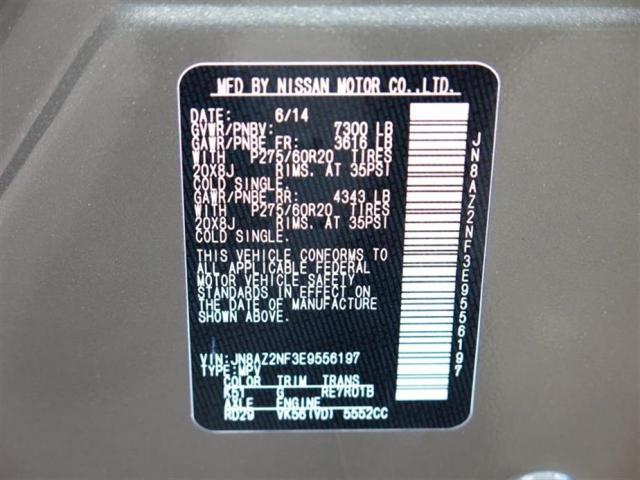 MFD BY NISSAN MOTOR CO.,LTD.
DATE: 6/14
GVWR/PNBV: 7300 LB
GAWR/PNBE FR: 3616 LB
WITH P275/60R20 TIRES
20X8J RIMS. AT 35PSI
COLD SINGLE.
GAWR/PNBE RR: 4343 LB
WITH P275/60R20 TIRES
20X8J RIMS. AT 35PSI
COLD SINGLE.
THIS VEHICLE CONFORMS TO
ALL APPLICABLE FEDERAL
MOTOR VEHICLE SAFETY
STANDARDS IN EFFECT ON
THE DATE OF MANUFACTURE
SHOWN ABOVE.
VIN:JN8AZ2NF3E9556197
TYPE:MPV
COLOR TRIM TRANS
K51 G RE7R01B
AXLE ENGINE
RD29 VK56(VD) 5552CC
JN8AZ2NF3E9556197